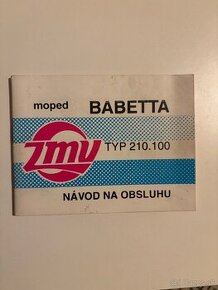 moped BABETTA
zmv TYP 210.100
NÁVOD NA OBSLUHU